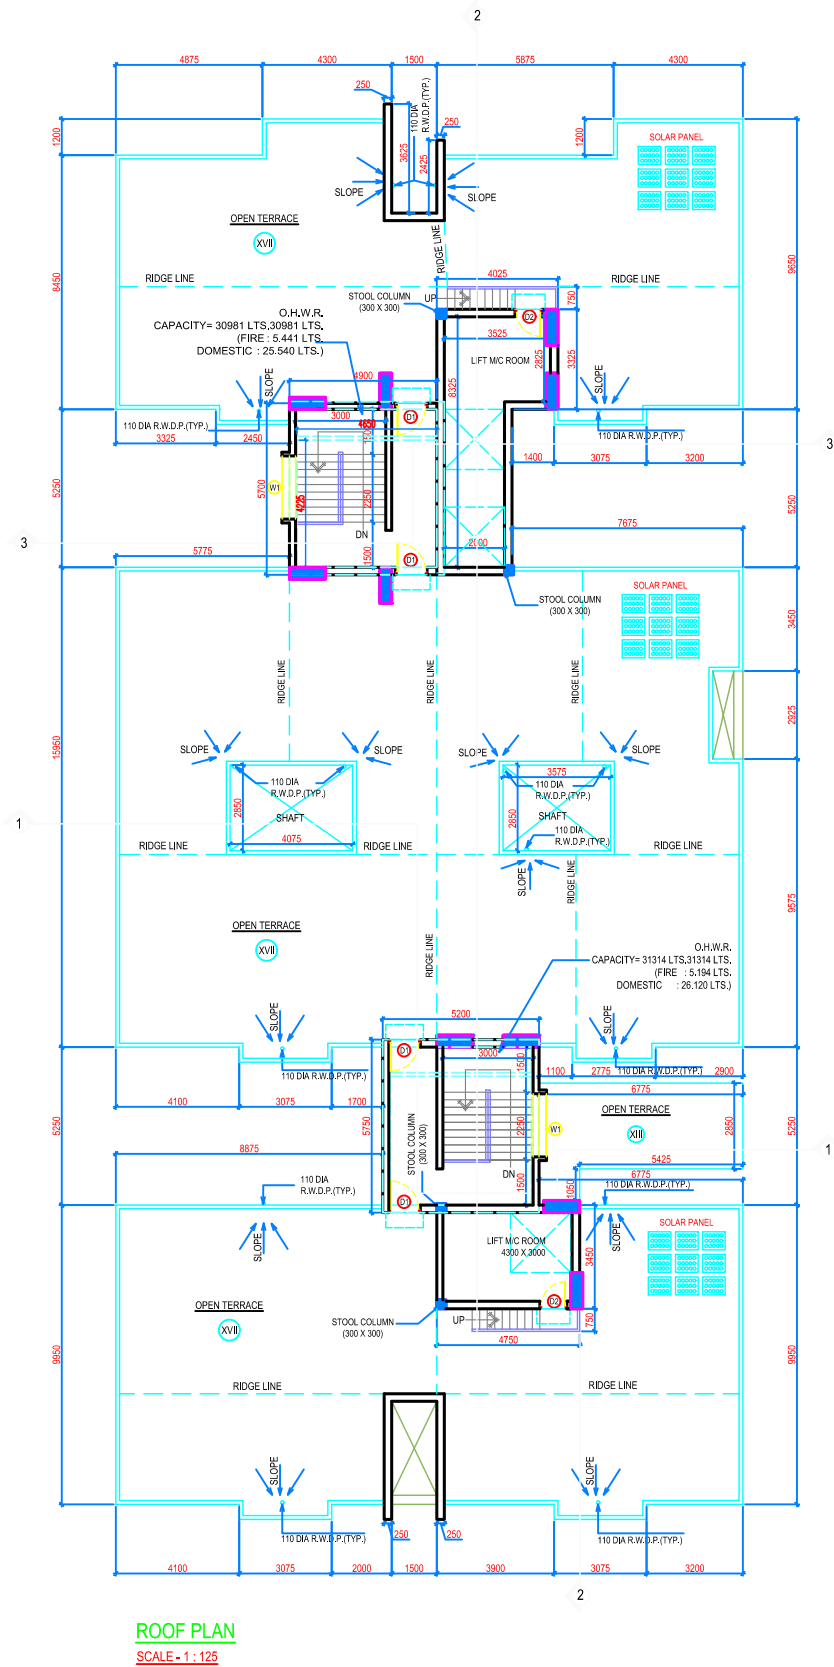 2
4875 4300 1500 5875 4300
250
110 DIA
R.W.D.P.(TYP.)
250
1200
3625
2425
1200
SOLAR PANEL
SLOPE
SLOPE
OPEN TERRACE
XVII
RIDGE LINE
9650
8450
RIDGE LINE
RIDGE LINE
4025
STOOL COLUMN
(300 X 300)
UP
750
O.H.W.R.
CAPACITY= 30981 LTS,30981 LTS.
(FIRE : 5.441 LTS.
DOMESTIC : 25.540 LTS.)
D2
3525
2825
3325
LIFT M/C ROOM
8325
SLOPE
4900
SLOPE
3000
4650
D1
1500
110 DIA R.W.D.P.(TYP.)
3325 2450
110 DIA R.W.D.P.(TYP.)
3
1400 3075 3200
5250
5700
W1
4225
2250
5250
DN
7675
3
5775
1500
D1
2000
SOLAR PANEL
STOOL COLUMN
(300 X 300)
3450
RIDGE LINE
RIDGE LINE
RIDGE LINE
2925
15950
SLOPE
SLOPE
SLOPE
SLOPE
110 DIA
R.W.D.P.(TYP.)
3575
110 DIA
R.W.D.P.(TYP.)
2850
2850
SHAFT
SHAFT
1
4075
110 DIA
R.W.D.P.(TYP.)
RIDGE LINE
RIDGE LINE
RIDGE LINE
SLOPE
RIDGE LINE
9575
OPEN TERRACE
XVII
RIDGE LINE
O.H.W.R.
CAPACITY= 31314 LTS,31314 LTS.
(FIRE : 5.194 LTS.
DOMESTIC : 26.120 LTS.)
SLOPE
5200
SLOPE
D1
3000
1500
110 DIA R.W.D.P.(TYP.)
1100 2775
110 DIA R.W.D.P.(TYP.)
2900
4100 3075 1700
6775
5250
5750
STOOL COLUMN
(300 X 300)
2250
W1
OPEN TERRACE
XIII
2850
5250
1
8875
DN
5425
6775
110 DIA
R.W.D.P.(TYP.)
D1
1500
1050
110 DIA R.W.D.P.(TYP.)
SLOPE
LIFT M/C ROOM
4300 X 3000
SLOPE
SOLAR PANEL
3450
OPEN TERRACE
XVII
D2
STOOL COLUMN
(300 X 300)
UP
750
4750
9950
9950
RIDGE LINE
RIDGE LINE
SLOPE
SLOPE
110 DIA R.W.D.P.(TYP.)
250
250
110 DIA R.W.D.P.(TYP.)
4100 3075 2000 1500 3900 3075 3200
2
ROOF PLAN
SCALE - 1 : 125